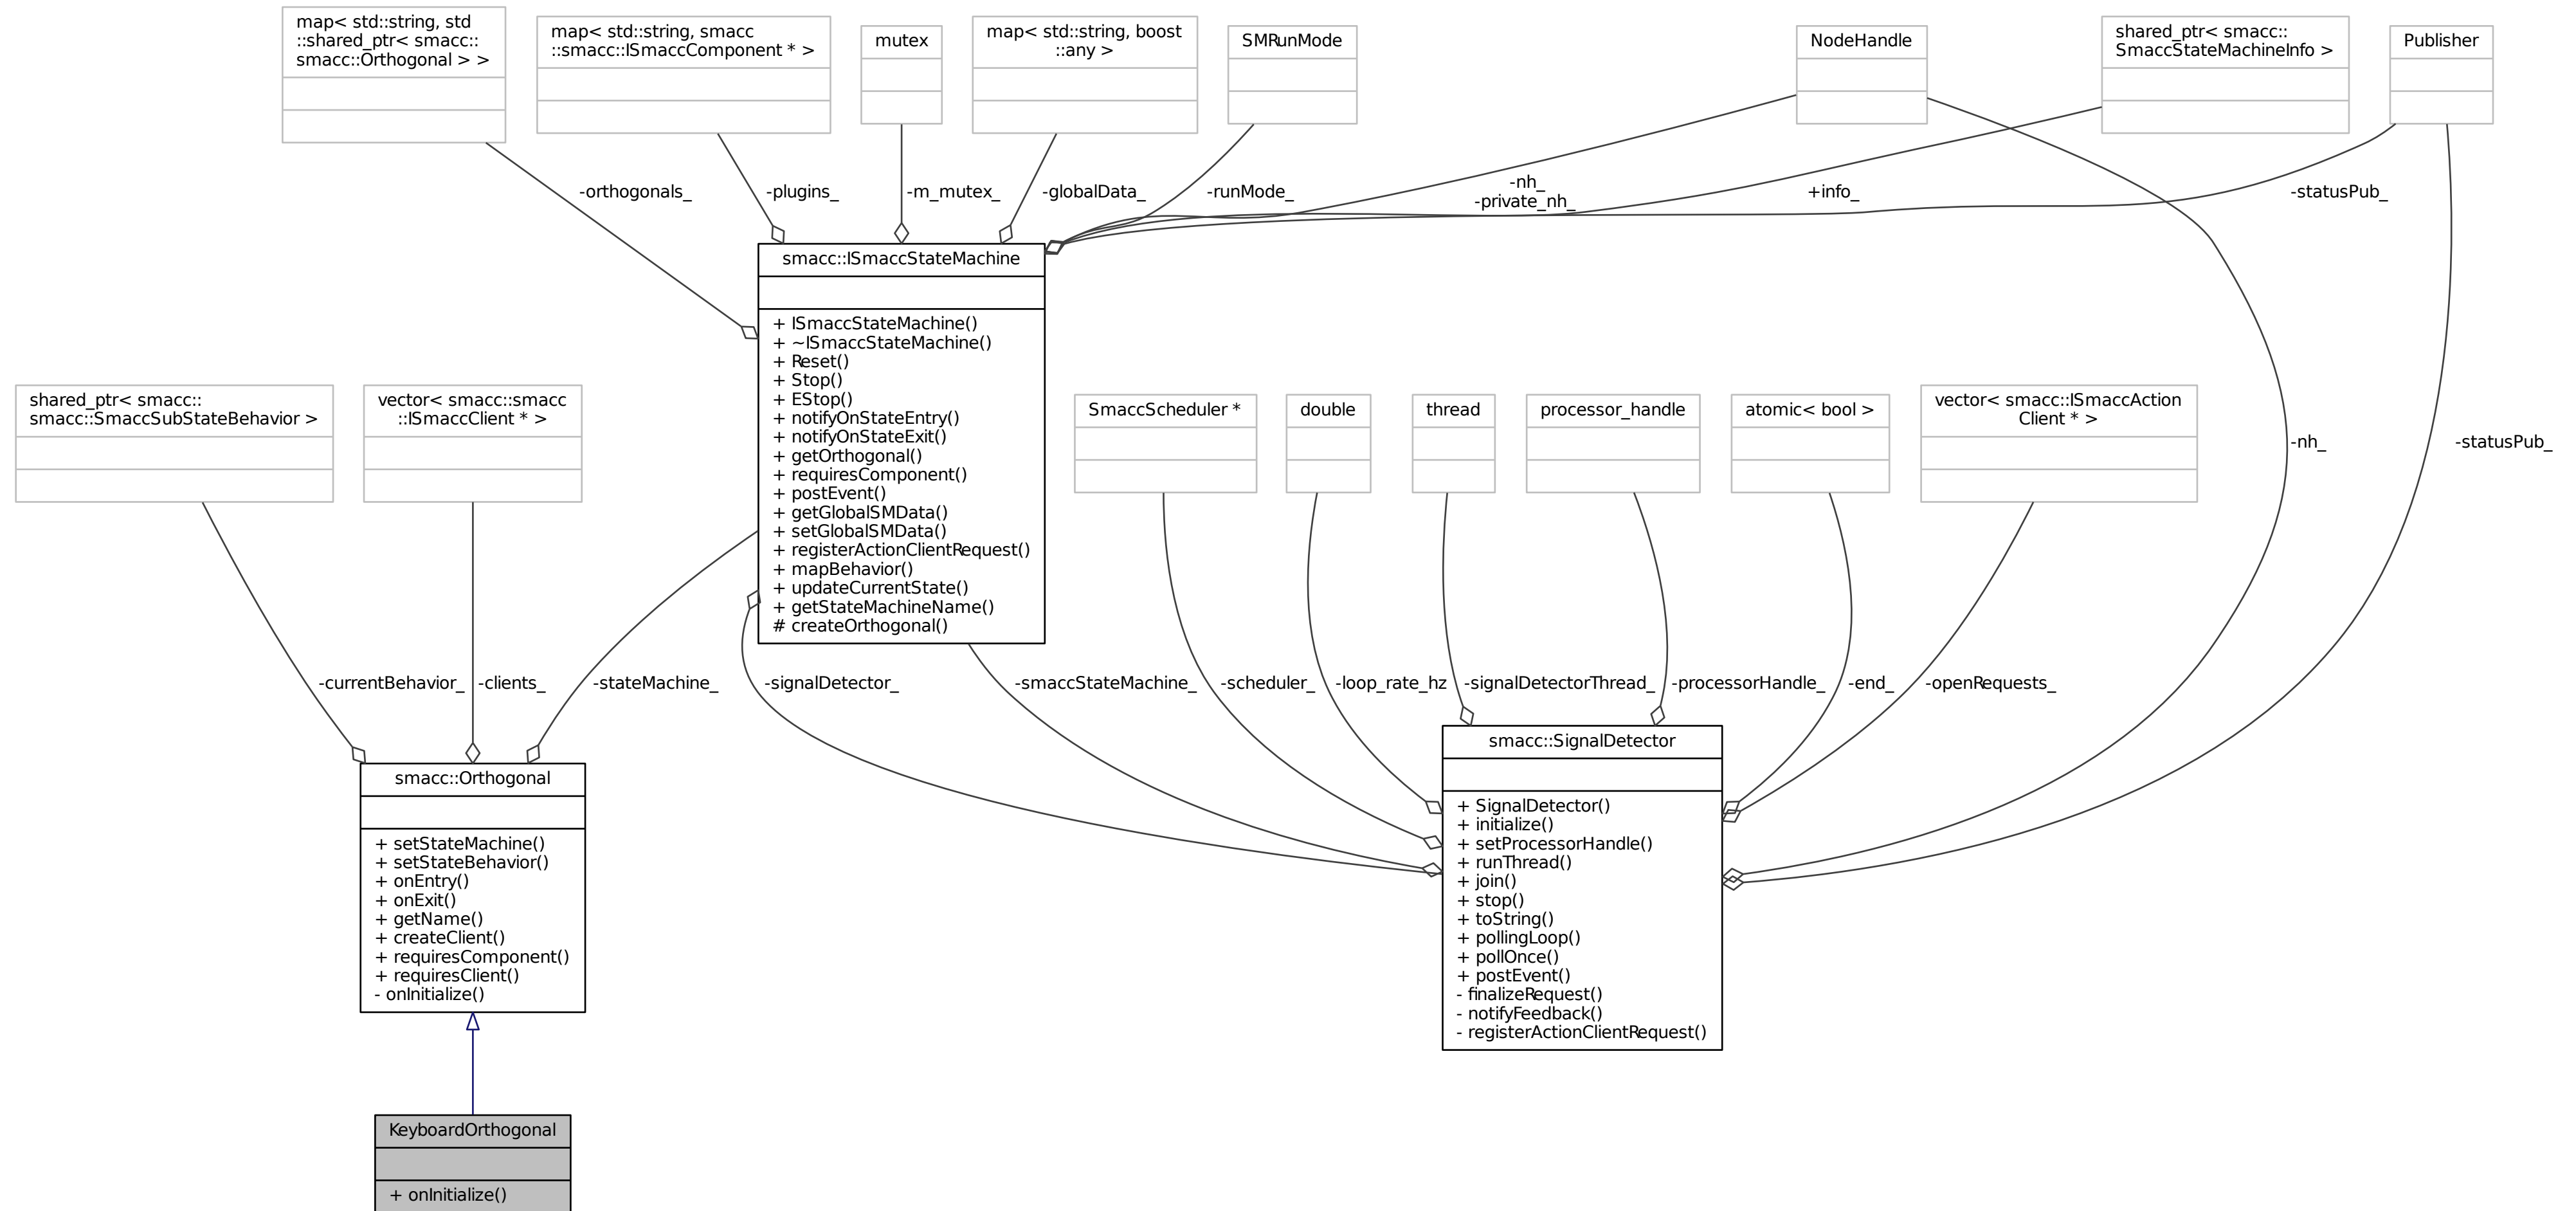 map< std::string, std
::shared_ptr< smacc::
smacc::Orthogonal > >
map< std::string, smacc
::smacc::ISmaccComponent * >
mutex
map< std::string, boost
::any >
SMRunMode
NodeHandle
shared_ptr< smacc::
SmaccStateMachineInfo >
Publisher
-orthogonals_
-plugins_
-m_mutex_
-globalData_
-runMode_
-nh_
-private_nh_
+info_
-statusPub_
smacc::ISmaccStateMachine
+ ISmaccStateMachine()
+ ~ISmaccStateMachine()
+ Reset()
+ Stop()
+ EStop()
+ notifyOnStateEntry()
+ notifyOnStateExit()
+ getOrthogonal()
+ requiresComponent()
+ postEvent()
+ getGlobalSMData()
+ setGlobalSMData()
+ registerActionClientRequest()
+ mapBehavior()
+ updateCurrentState()
+ getStateMachineName()
# createOrthogonal()
shared_ptr< smacc::
smacc::SmaccSubStateBehavior >
vector< smacc::smacc
::ISmaccClient * >
SmaccScheduler *
double
thread
processor_handle
atomic< bool >
vector< smacc::ISmaccAction
Client * >
-nh_
-statusPub_
-currentBehavior_
-clients_
-stateMachine_
-signalDetector_
-smaccStateMachine_
-scheduler_
-loop_rate_hz
-signalDetectorThread_
-processorHandle_
-end_
-openRequests_
smacc::Orthogonal
+ setStateMachine()
+ setStateBehavior()
+ onEntry()
+ onExit()
+ getName()
+ createClient()
+ requiresComponent()
+ requiresClient()
- onInitialize()
smacc::SignalDetector
+ SignalDetector()
+ initialize()
+ setProcessorHandle()
+ runThread()
+ join()
+ stop()
+ toString()
+ pollingLoop()
+ pollOnce()
+ postEvent()
- finalizeRequest()
- notifyFeedback()
- registerActionClientRequest()
KeyboardOrthogonal
+ onInitialize()